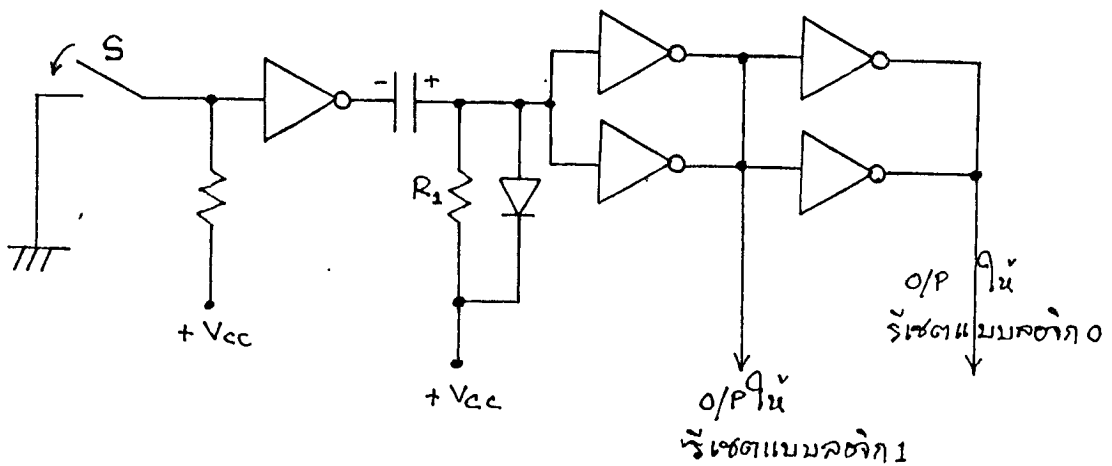 S
- +
R1
+ Vcc
+ Vcc
O/P ให้
รีเซตแบบลอจิก 0
O/P ให้
รีเซตแบบลอจิก 1